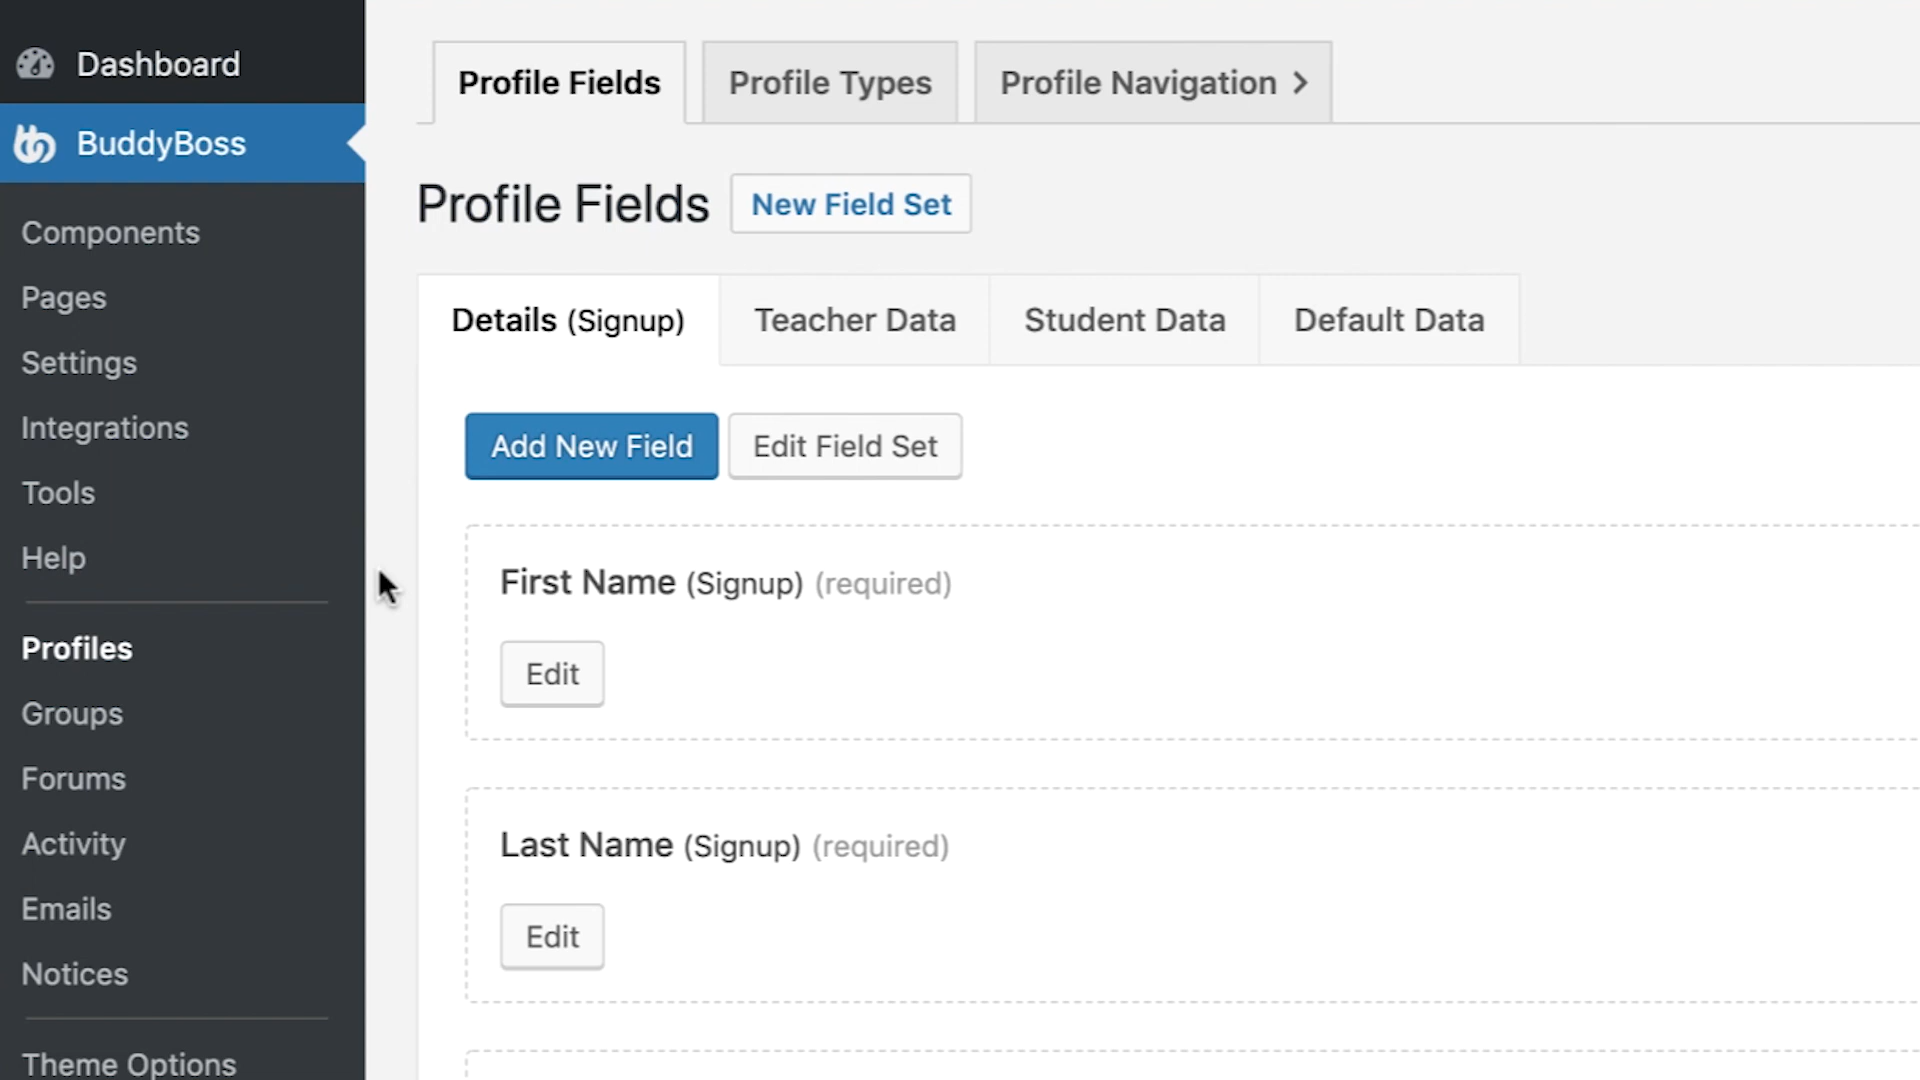 Dashboard
BuddyBoss
Components
Pages
Settings
Integrations
Tools
Help
Profiles
Groups
Forums
Activity
Emails
Notices
Theme Options
Profile Fields
Profile Types
Profile Navigation >
Profile Fields
New Field Set
Details (Signup)
Teacher Data
Student Data
Default Data
Add New Field
Edit Field Set
First Name (Signup) (required)
Edit
Last Name (Signup) (required)
Edit